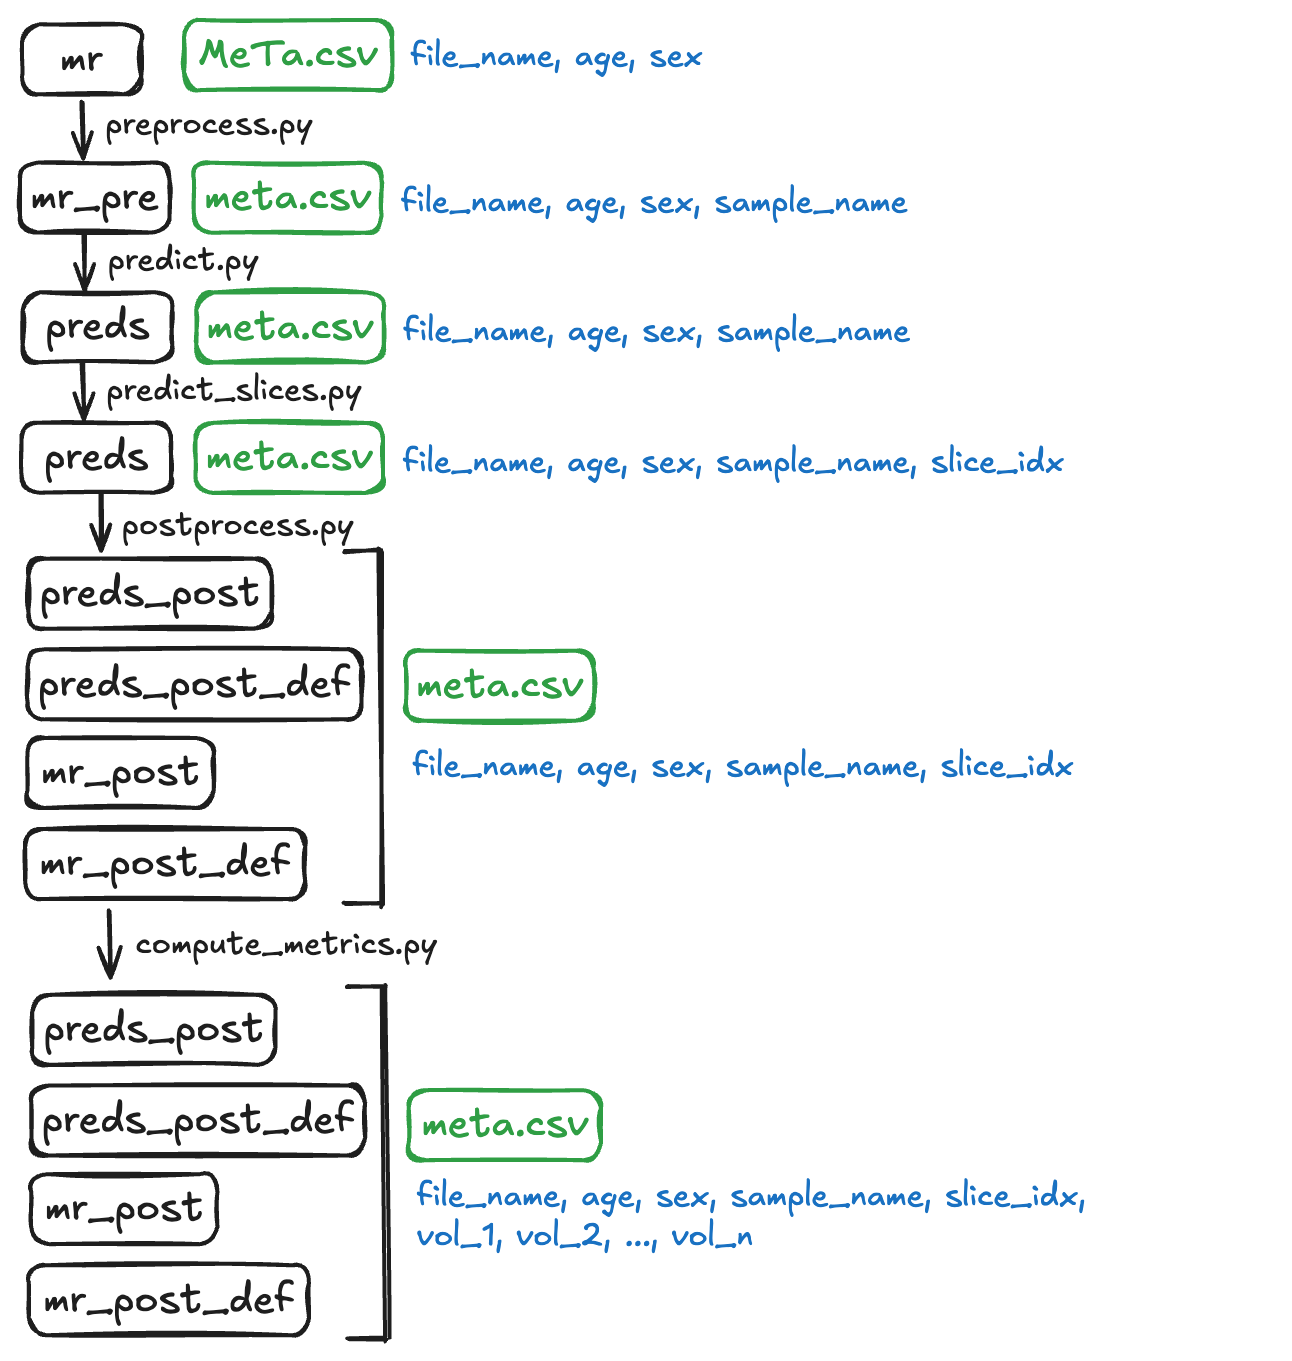 mr MeTa.csv file_name, age, sex
preprocess.py
mr_pre meta.csv file_name, age, sex, sample_name
predict.py
preds meta.csv file_name, age, sex, sample_name
predict_slices.py
preds meta.csv file_name, age, sex, sample_name, slice_idx
postprocess.py
preds_post
preds_post_def
meta.csv
mr_post
file_name, age, sex, sample_name, slice_idx
mr_post_def
compute_metrics.py
preds_post
preds_post_def
meta.csv
mr_post
file_name, age, sex, sample_name, slice_idx,
vol_1, vol_2, ..., vol_n
mr_post_def